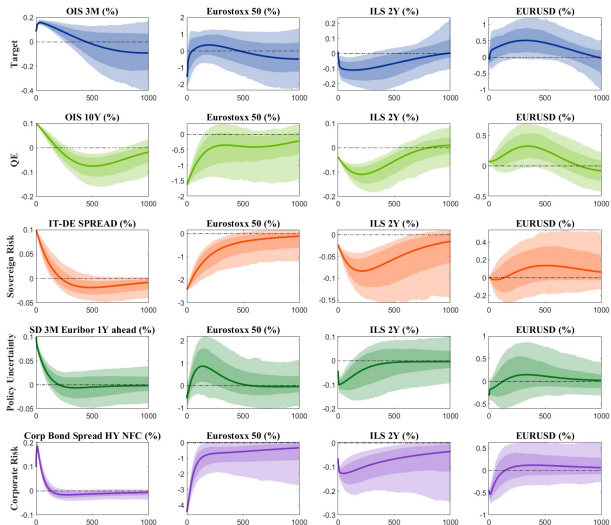 OIS 3M (%) Eurostoxx 50 (%) ILS 2Y (%) EURUSD (%)
Target
0.2 0 -0.2 -0.4
2 0 -2 -4
0.2 0.1 0 -0.1 -0.2
1 0.5 0 -0.5 -1
0 500 1000 0 500 1000 0 500 1000 0 500 1000
OIS 10Y (%) Eurostoxx 50 (%) ILS 2Y (%) EURUSD (%)
QE
0.1 0 -0.1 -0.2
0 -0.5 -1 -1.5
0.1 0 -0.1 -0.2
1 0.5 0 -0.5
0 500 1000 0 500 1000 0 500 1000 0 500 1000
IT-DE SPREAD (%) Eurostoxx 50 (%) ILS 2Y (%) EURUSD (%)
Sovereign Risk
0.1 0.05 0 -0.05
0 -1 -2 -3
0 -0.05 -0.1 -0.15
0.4 0.2 0 -0.2
0 500 1000 0 500 1000 0 500 1000 0 500 1000
SD 3M Euribor 1Y ahead (%) Eurostoxx 50 (%) ILS 2Y (%) EURUSD (%)
Policy Uncertainty
0.1 0.05 0 -0.05
2 1 0 -1
0.1 0 -0.1 -0.2
1 0.5 0 -0.5
0 500 1000 0 500 1000 0 500 1000 0 500 1000
Corp Bond Spread HY NFC (%) Eurostoxx 50 (%) ILS 2Y (%) EURUSD (%)
Corporate Risk
0.2 0.1 0 -0.1
0 -1 -2 -3 -4
0 -0.1 -0.2 -0.3
0.5 0 -0.5 -1
0 500 1000 0 500 1000 0 500 1000 0 500 1000